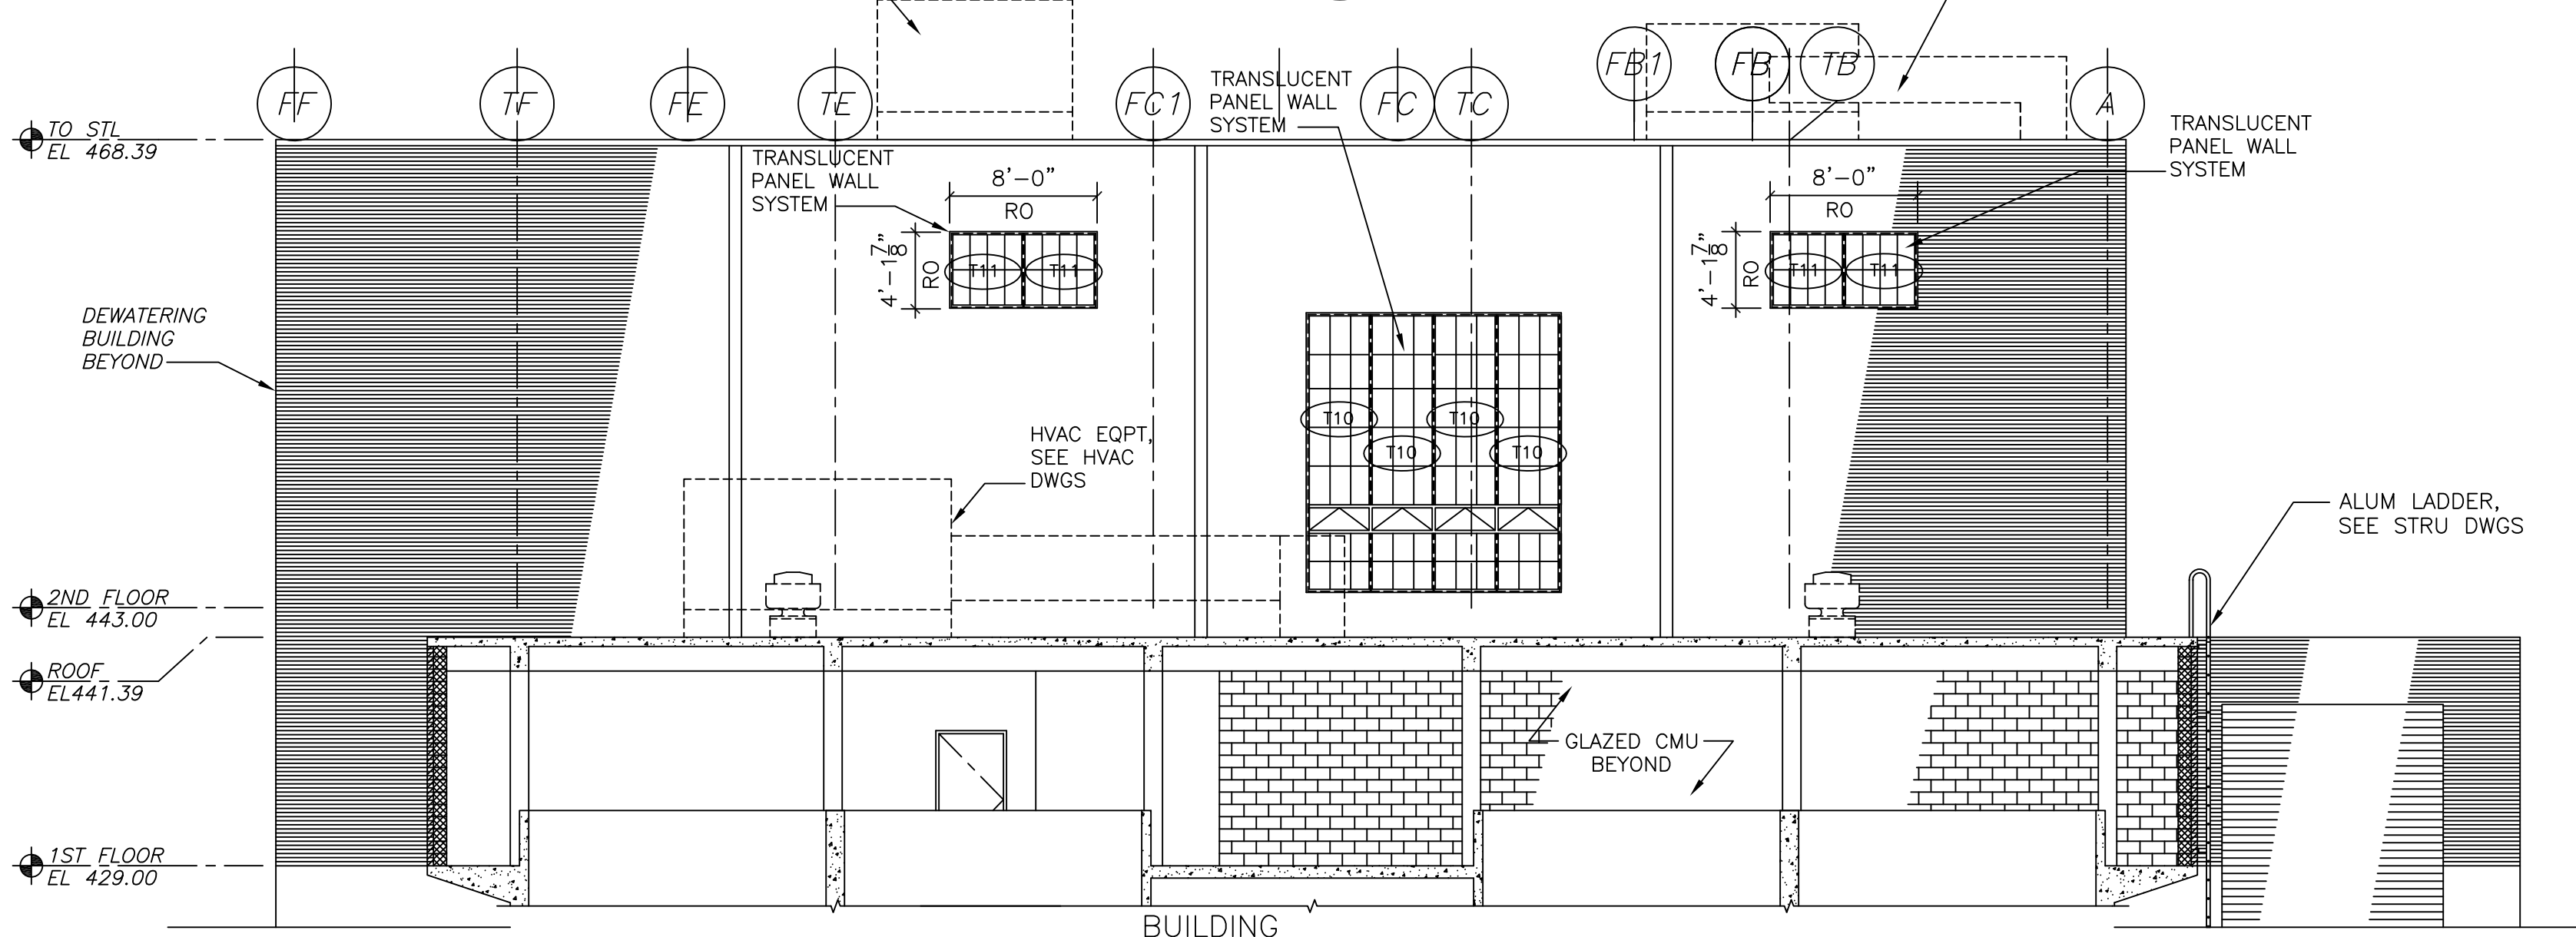 FF
TF
FE
TE
FC1
FC
TC
FB1
FB
TB
A
TO STL
EL 468.39
TRANSLUCENT
PANEL WALL
SYSTEM
8'-0"
RO
4'-1 7/8"
RO
T11
T11
TRANSLUCENT
PANEL WALL
SYSTEM
T10
T10
T10
T10
8'-0"
RO
4'-1 7/8"
RO
T11
T11
TRANSLUCENT
PANEL WALL
SYSTEM
DEWATERING
BUILDING
BEYOND
HVAC EQPT,
SEE HVAC
DWGS
ALUM LADDER,
SEE STRU DWGS
2ND FLOOR
EL 443.00
ROOF
EL441.39
GLAZED CMU
BEYOND
1ST FLOOR
EL 429.00
BUILDING